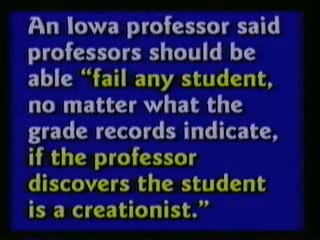 An Iowa professor said
professors should be
able “fail any student,
no matter what the
grade records indicate,
if the professor
discovers the student
is a creationist.”